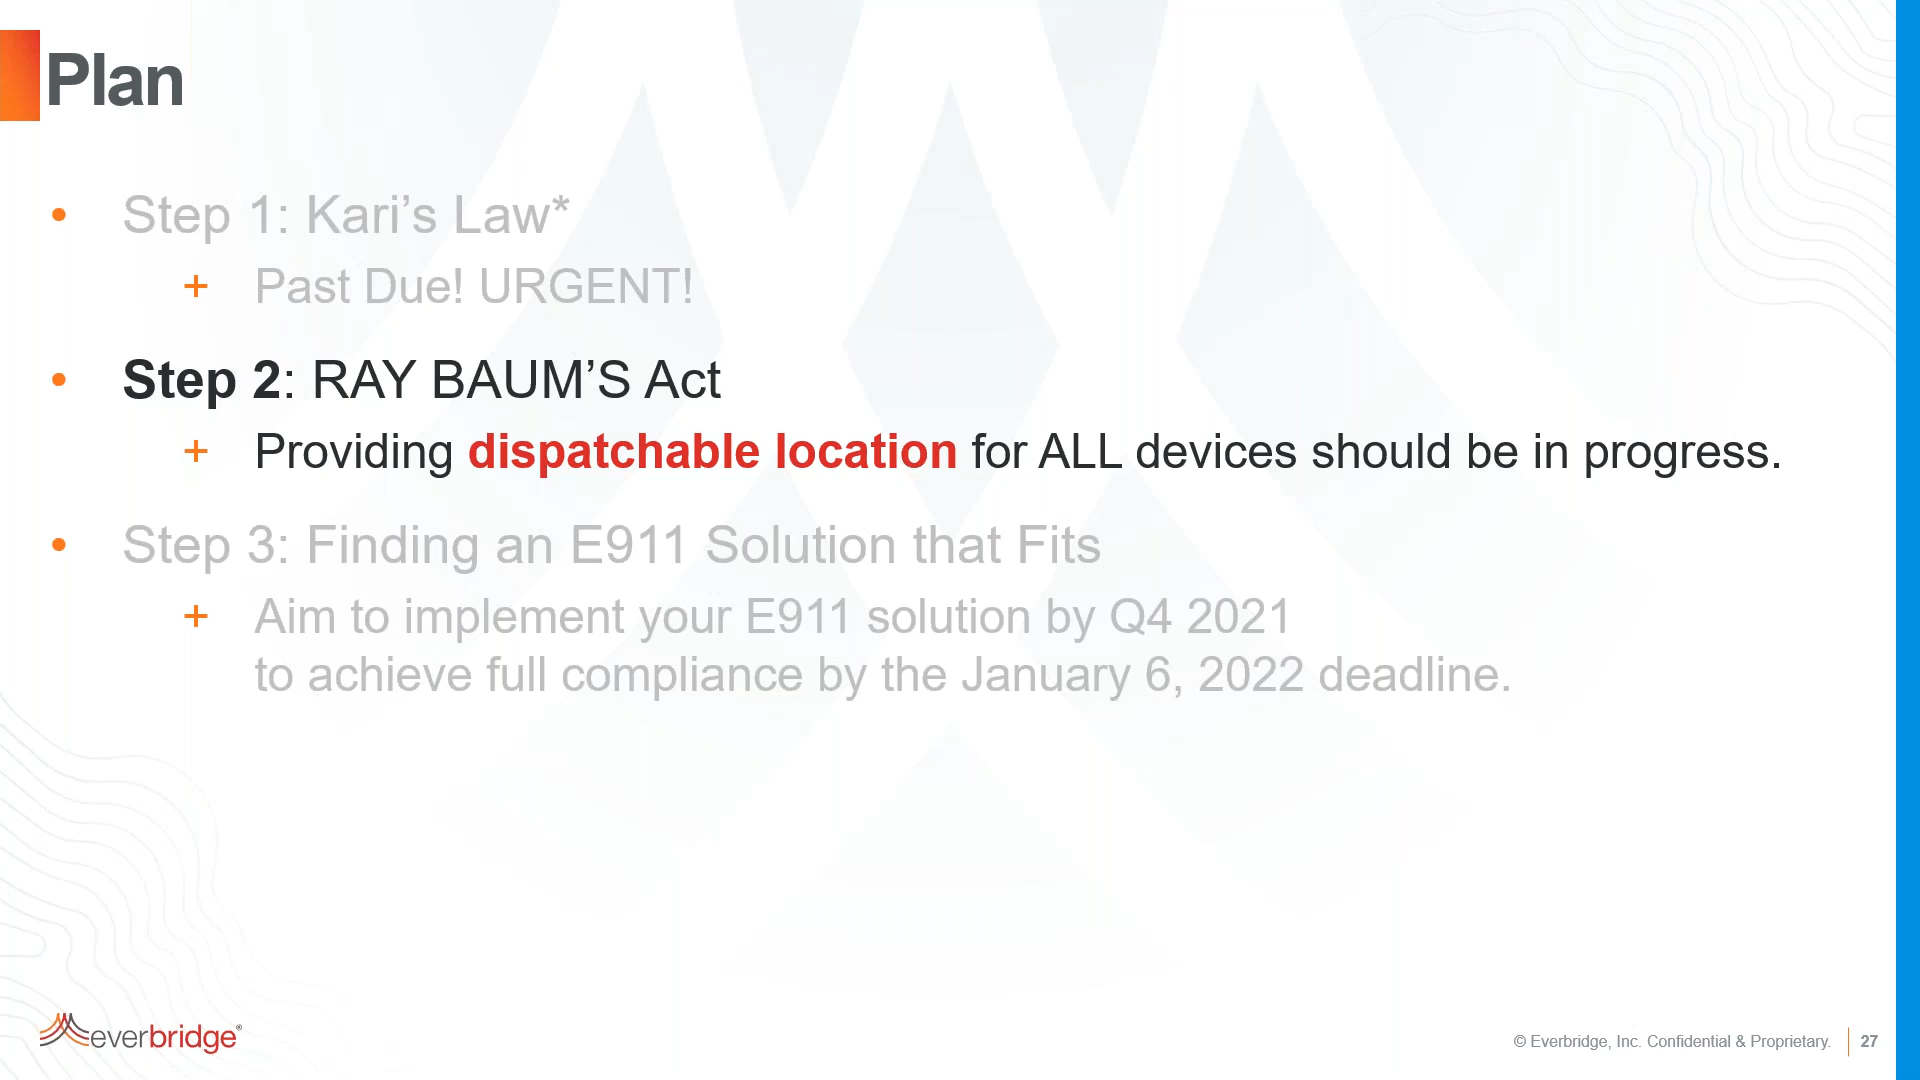 Plan
• Step 1: Kari’s Law*
+ Past Due! URGENT!
• Step 2: RAY BAUM’S Act
+ Providing dispatchable location for ALL devices should be in progress.
• Step 3: Finding an E911 Solution that Fits
+ Aim to implement your E911 solution by Q4 2021
to achieve full compliance by the January 6, 2022 deadline.
everbridge®
© Everbridge, Inc. Confidential & Proprietary. 27